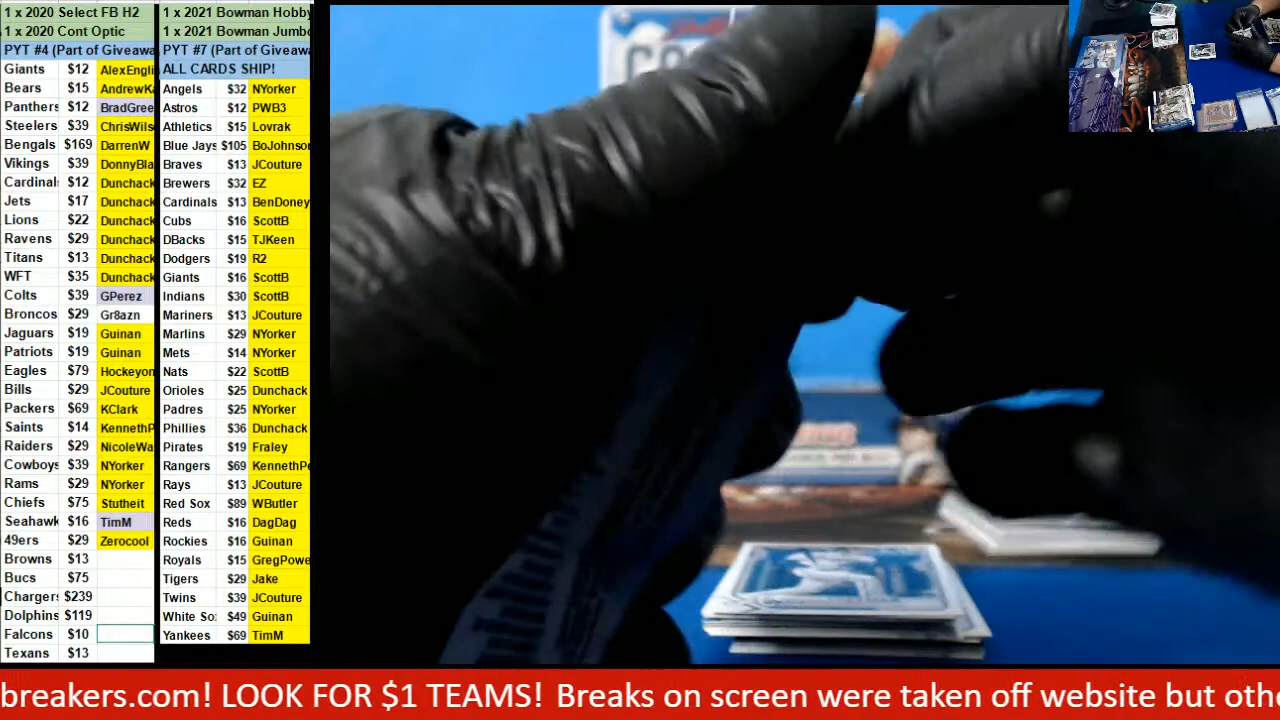 1 x 2020 Select FB H2
1 x 2020 Cont Optic
PYT #4 (Part of Giveawa
Giants $12 AlexEngli
Bears $15 AndrewKa
Panthers $12 BradGree
Steelers $39 ChrisWils
Bengals $169 DarrenW
Vikings $39 DonnyBla
Cardinal $12 Dunchack
Jets $17 Dunchack
Lions $22 Dunchack
Ravens $29 Dunchack
Titans $13 Dunchack
WFT $35 Dunchack
Colts $39 GPerez
Broncos $29 Gr8azn
Jaguars $19 Guinan
Patriots $19 Guinan
Eagles $79 Hockeyon
Bills $29 JCouture
Packers $69 KClark
Saints $14 KennethP
Raiders $29 NicoleWa
Cowboys $39 NYorker
Rams $29 NYorker
Chiefs $75 Stutheit
Seahawk $16 TimM
49ers $29 Zerocool
Browns $13
Bucs $75
Chargers $239
Dolphins $119
Falcons $10
Texans $13
1 x 2021 Bowman Hobby
1 x 2021 Bowman Jumbo
PYT #7 (Part of Giveawa
ALL CARDS SHIP!
Angels $32 NYorker
Astros $12 PWB3
Athletics $15 Lovrak
Blue Jays $105 BoJohnson
Braves $13 JCouture
Brewers $32 EZ
Cardinals $13 BenDoney
Cubs $16 ScottB
DBacks $15 TJKeen
Dodgers $19 R2
Giants $16 ScottB
Indians $30 ScottB
Mariners $13 JCouture
Marlins $29 NYorker
Mets $14 NYorker
Nats $22 ScottB
Orioles $25 Dunchack
Padres $25 NYorker
Phillies $36 Dunchack
Pirates $19 Fraley
Rangers $69 KennethPe
Rays $13 JCouture
Red Sox $89 WButler
Reds $16 DagDag
Rockies $16 Guinan
Royals $15 GregPowe
Tigers $29 Jake
Twins $39 JCouture
White So $49 Guinan
Yankees $69 TimM
breakers.com! LOOK FOR $1 TEAMS! Breaks on screen were taken off website but othe